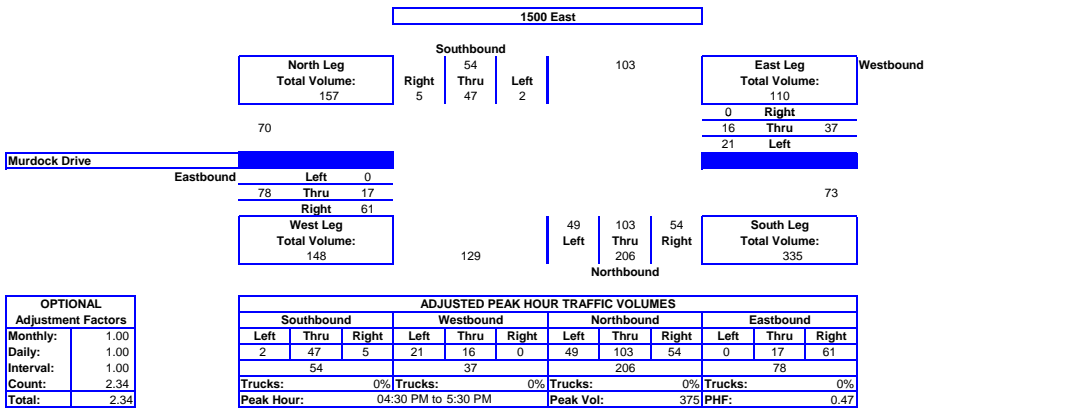 1500 East
Southbound
North Leg 54 103 East Leg Westbound
Total Volume: Right Thru Left Total Volume:
157 5 47 2 110
0 Right
70 16 Thru 37
21 Left
Murdock Drive
Eastbound Left 0
78 Thru 17 73
Right 61
West Leg 49 103 54 South Leg
Total Volume: Left Thru Right Total Volume:
148 129 206 335
Northbound
OPTIONAL ADJUSTED PEAK HOUR TRAFFIC VOLUMES
Adjustment Factors Southbound Westbound Northbound Eastbound
Monthly: 1.00 Left Thru Right Left Thru Right Left Thru Right Left Thru Right
Daily: 1.00 2 47 5 21 16 0 49 103 54 0 17 61
Interval: 1.00 54 37 206 78
Count: 2.34 Trucks: 0% Trucks: 0% Trucks: 0% Trucks: 0%
Total: 2.34 Peak Hour: 04:30 PM to 5:30 PM Peak Vol: 375 PHF: 0.47